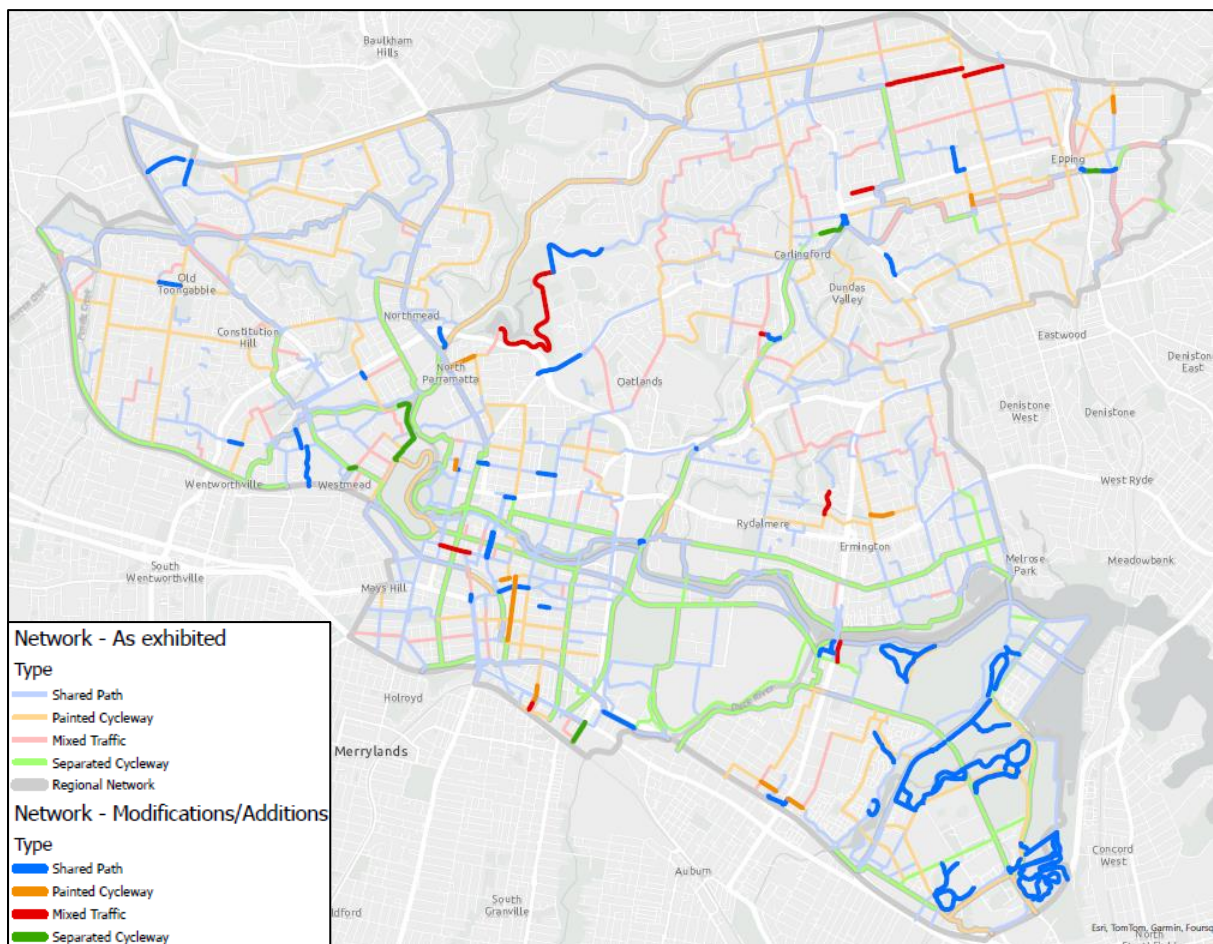 Baulkham
Hills
Epping
Old
Toongabbie
Carlingford
Dundas
Valley
Northmead
Constitution
Hill
Eastwood
Denistone
East
North
Parramatta
Oatlands
Denistone
West
Denistone
Wentworthville
Westmead
West Ryde
Rydalmere
Ermington
South
Wentworthville
Melrose
Park
Meadowbank
Mays Hill
Duck River
Holroyd
Merrylands
Concord
West
Auburn
South
Granville
Network - As exhibited
Type
Shared Path
Painted Cycleway
Mixed Traffic
Separated Cycleway
Regional Network
Network - Modifications/Additions
Type
Shared Path
Painted Cycleway
Mixed Traffic
Separated Cycleway
Esri, TomTom, Garmin, Foursq
North